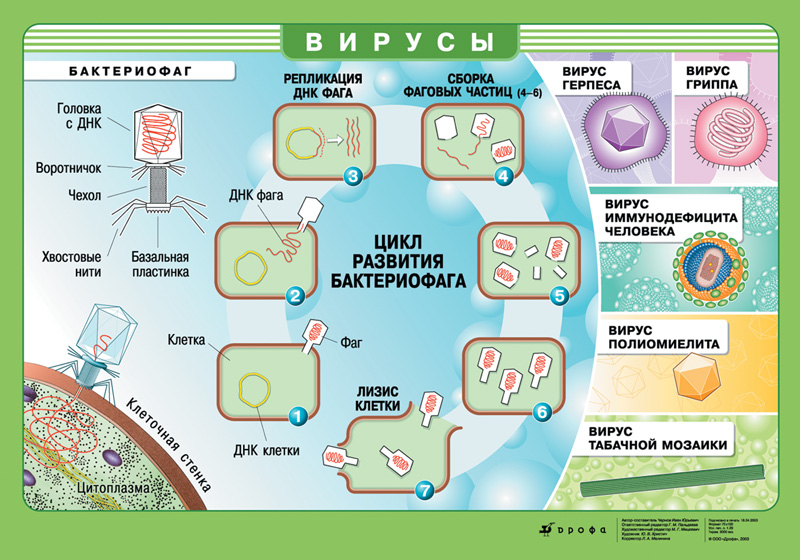 ВИРУСЫ
БАКТЕРИОФАГ
Головка
с ДНК
Воротничок
Чехол
Хвостовые
нити
Базальная
пластинка
Клеточная стенка
Цитоплазма
РЕПЛИКАЦИЯ
ДНК ФАГА
СБОРКА
ФАГОВЫХ ЧАСТИЦ (4–6)
3
4
ДНК фага
2
5
ЦИКЛ
РАЗВИТИЯ
БАКТЕРИОФАГА
Клетка
Фаг
1
ДНК клетки
6
ЛИЗИС
КЛЕТКИ
7
ВИРУС
ГЕРПЕСА
ВИРУС
ГРИППА
ВИРУС
ИММУНОДЕФИЦИТА
ЧЕЛОВЕКА
ВИРУС
ПОЛИОМИЕЛИТА
ВИРУС
ТАБАЧНОЙ МОЗАИКИ
дрофа